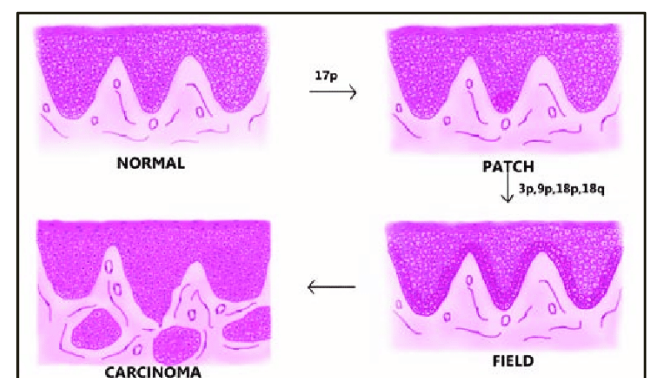 17p
NORMAL
PATCH
3p,9p,18p,18q
CARCINOMA
FIELD